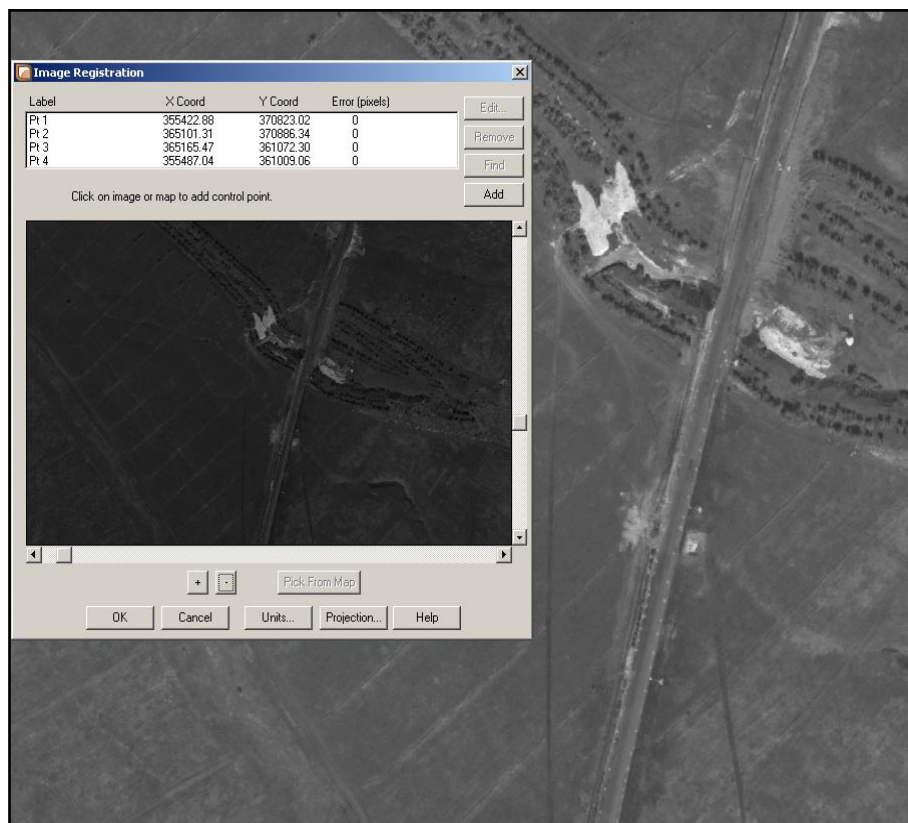 Image Registration
Label X Coord Y Coord Error (pixels)
Pt 1 355422.88 370823.02 0
Pt 2 365101.31 370886.34 0
Pt 3 365165.47 361072.30 0
Pt 4 355487.04 361009.06 0
Edit...
Remove
Find
Add
Click on image or map to add control point.
+ -
Pick From Map
OK Cancel Units... Projection... Help